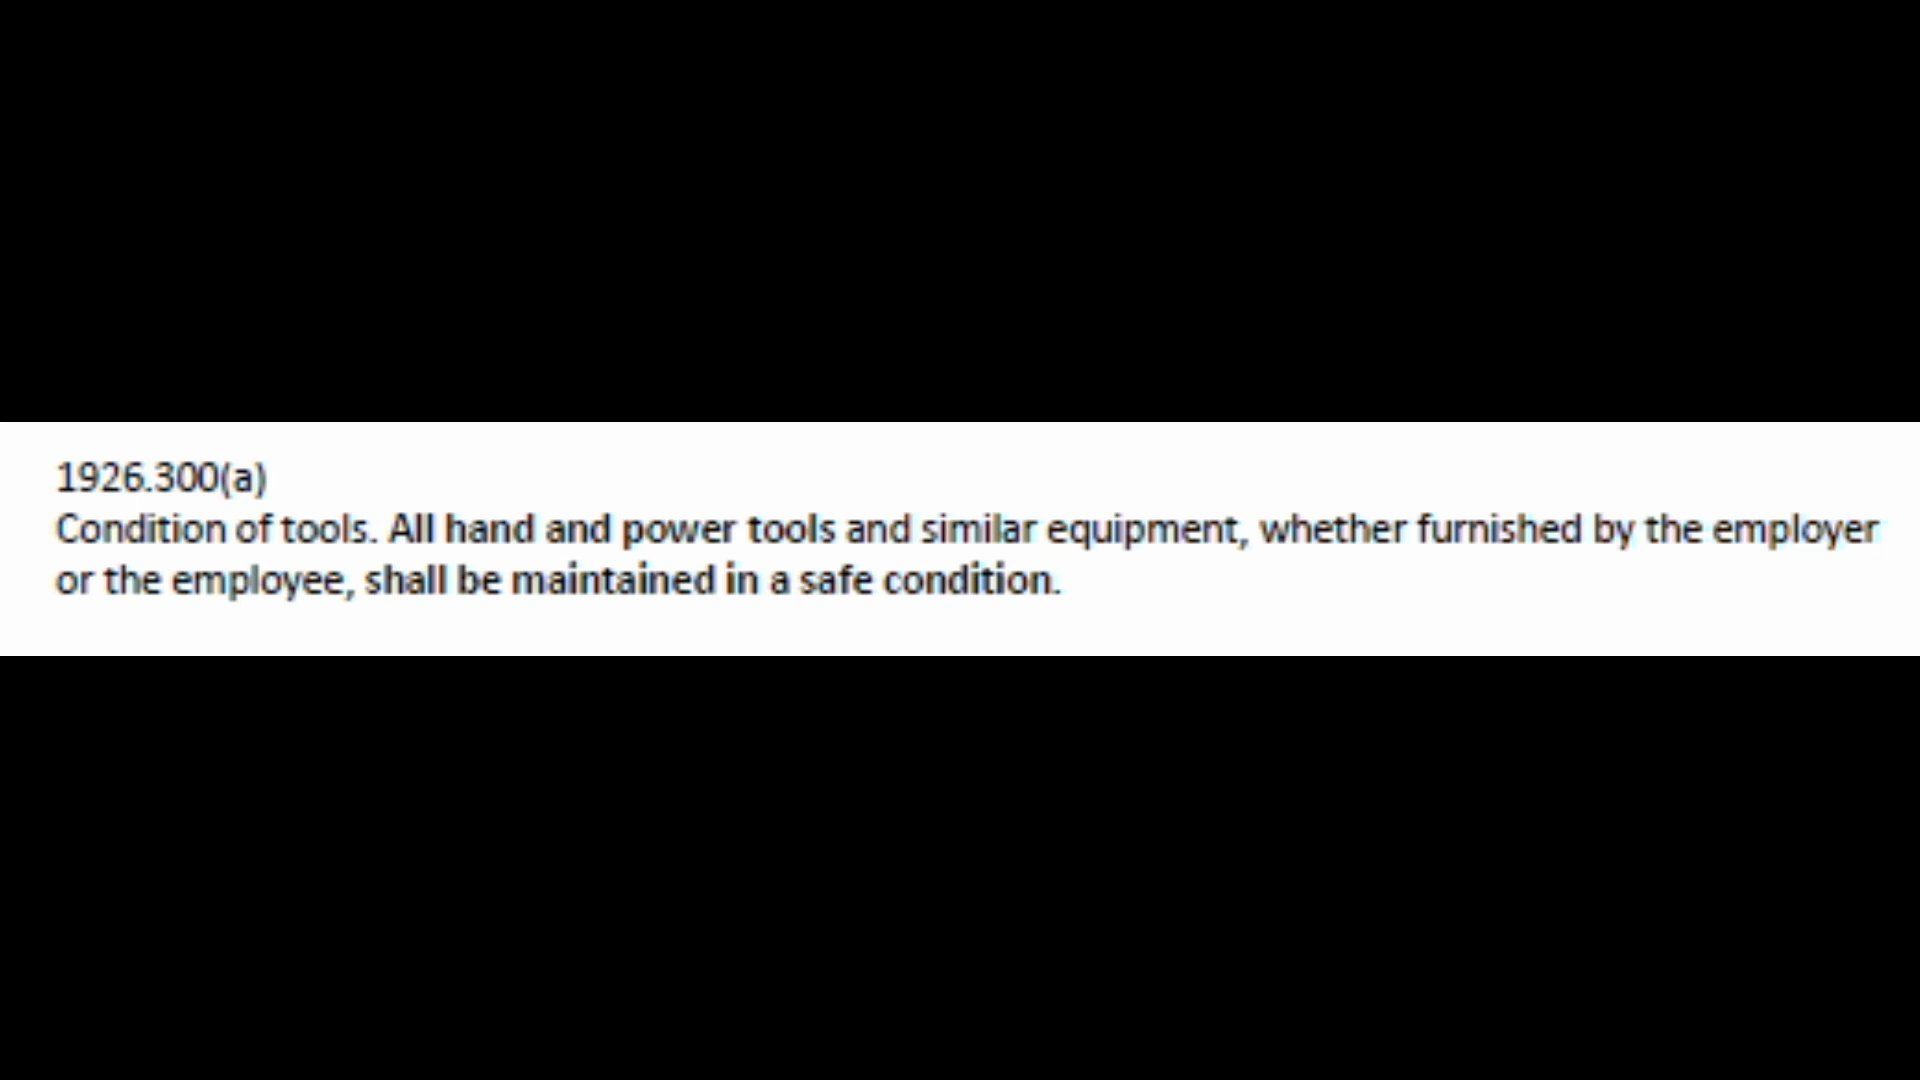 1926.300(a)
Condition of tools. All hand and power tools and similar equipment, whether furnished by the employer
or the employee, shall be maintained in a safe condition.